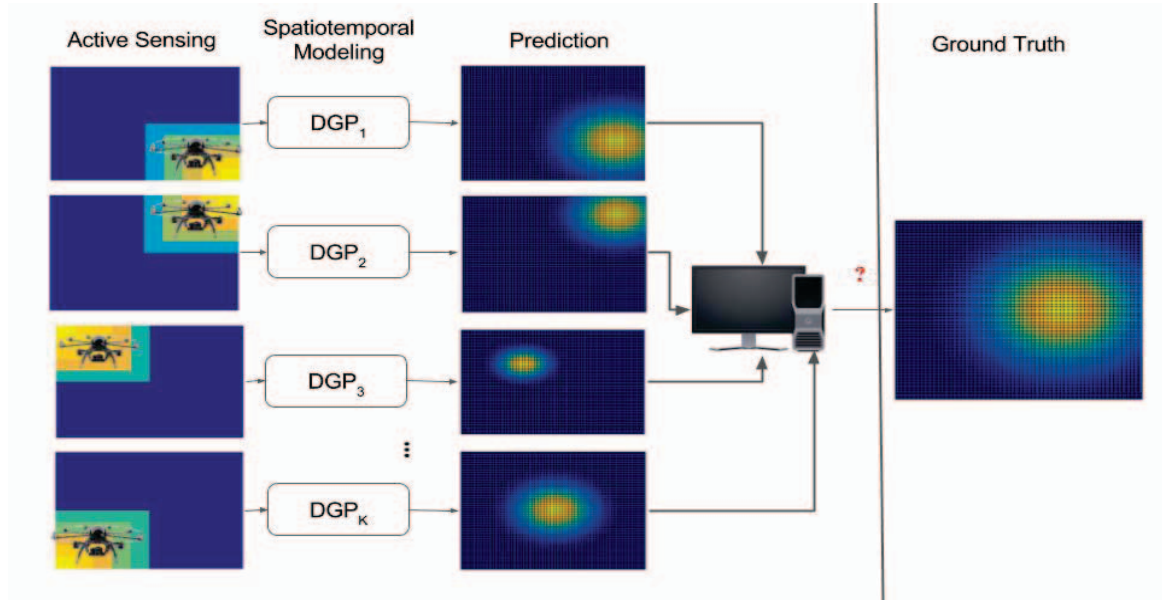 Active Sensing
Spatiotemporal
Modeling
Prediction
Ground Truth
DGP1
DGP2
?
DGP3
...
DGPK